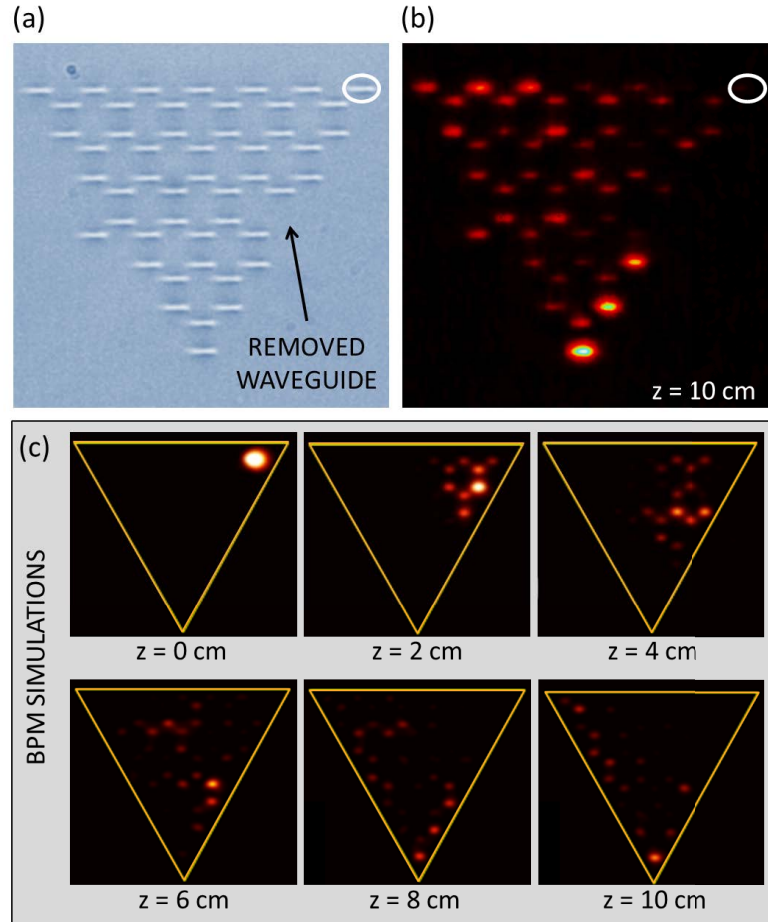 (a)
(b)
REMOVED
WAVEGUIDE
z = 10 cm
(c)
BPM SIMULATIONS
z = 0 cm
z = 2 cm
z = 4 cm
z = 6 cm
z = 8 cm
z = 10 cm